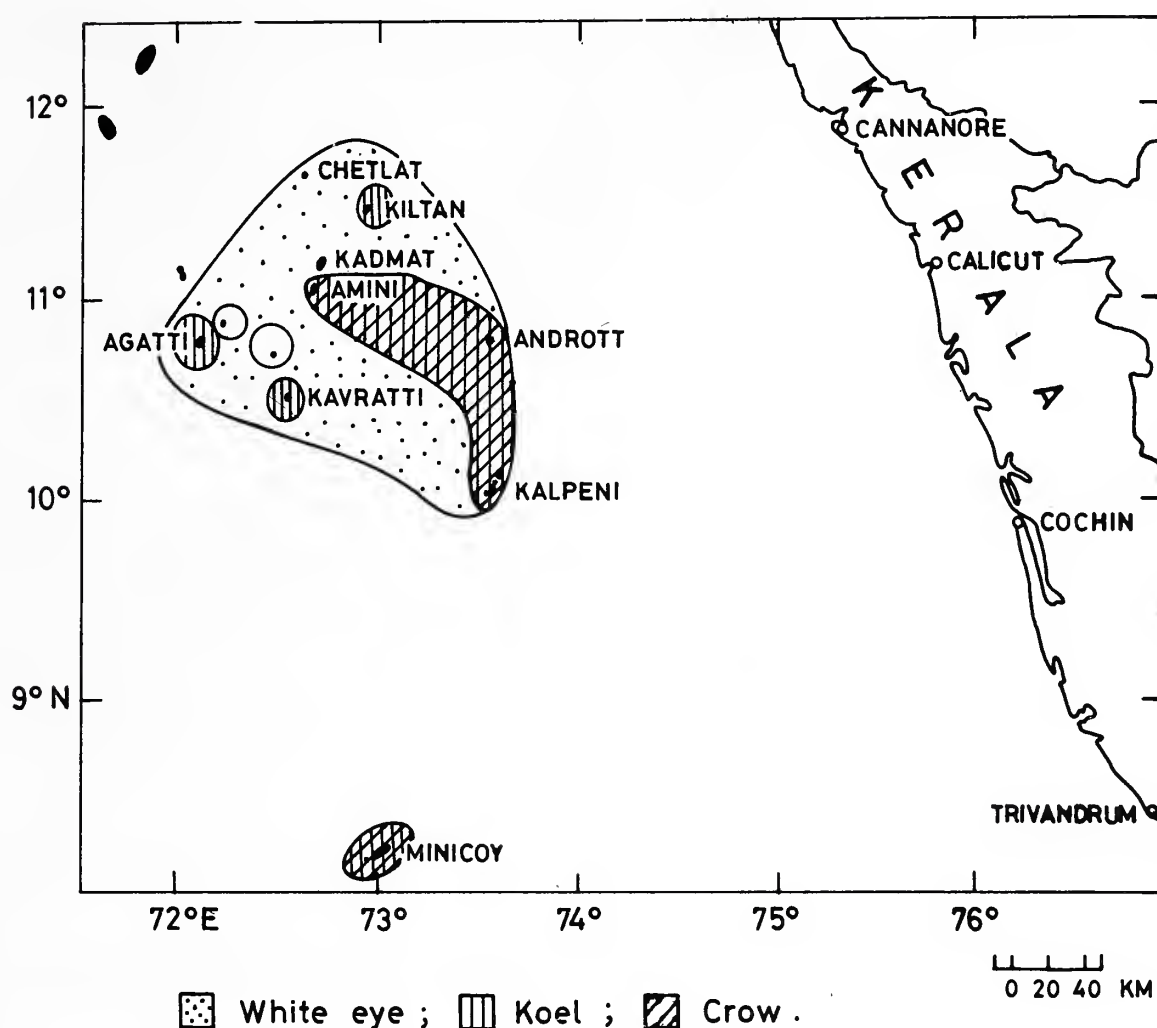 12°
CANNANORE
CHETLAT
KILTAN
KERALA
KADMAT
CALICUT
11°
AMINI
AGATTI
ANDROTT
KAVRATTI
10°
KALPENI
COCHIN
9° N
TRIVANDRUM
MINICOY
72°E 73° 74° 75° 76°
0 20 40 KM
White eye ; Koel ; Crow .